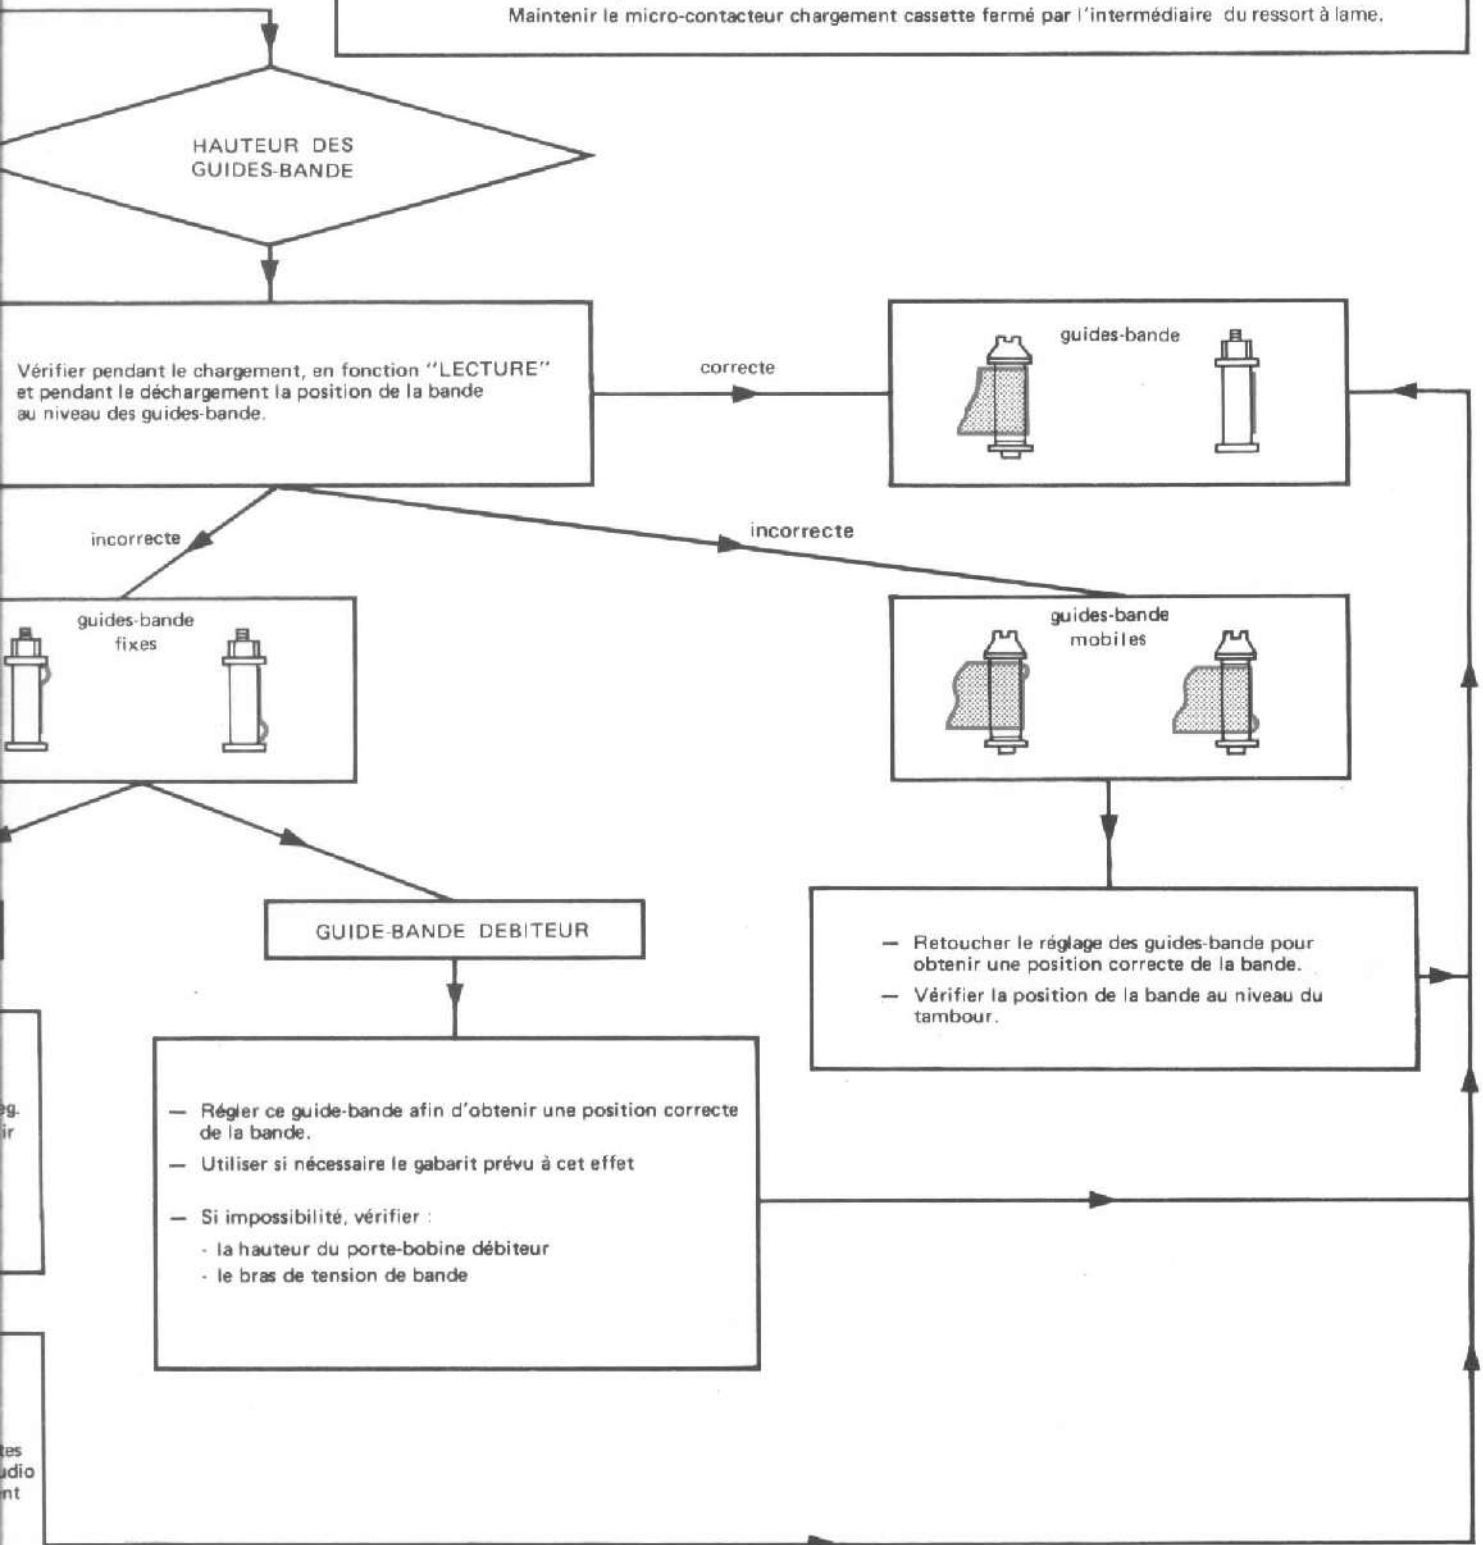 Maintenir le micro-contacteur chargement cassette fermé par l'intermédiaire du ressort à lame.
HAUTEUR DES
GUIDES-BANDE
Vérifier pendant le chargement, en fonction "LECTURE"
et pendant le déchargement la position de la bande
au niveau des guides-bande.
correcte
guides-bande
incorrecte
incorrecte
guides-bande
fixes
guides-bande
mobiles
GUIDE-BANDE DEBITEUR
— Retoucher le réglage des guides-bande pour
obtenir une position correcte de la bande.
— Vérifier la position de la bande au niveau du
tambour.
— Régler ce guide-bande afin d'obtenir une position correcte
de la bande.
— Utiliser si nécessaire le gabarit prévu à cet effet
— Si impossibilité, vérifier :
- la hauteur du porte-bobine débiteur
- le bras de tension de bande